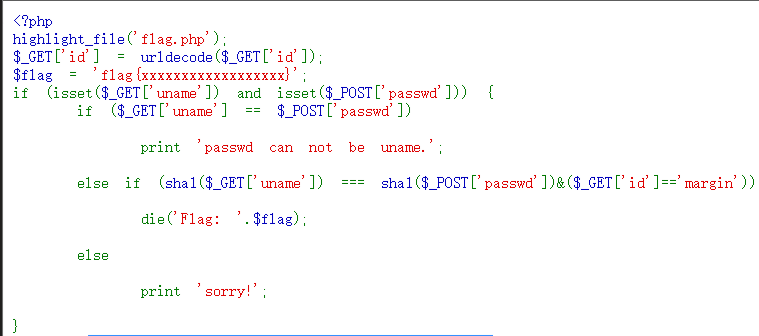 <?php
highlight_file('flag.php');
$_GET['id'] = urldecode($_GET['id']);
$flag = 'flag{xxxxxxxxxxxxxxxxxx}';
if (isset($_GET['uname']) and isset($_POST['passwd'])) {
if ($_GET['uname'] == $_POST['passwd'])
print 'passwd can not be uname.';
else if (sha1($_GET['uname']) === sha1($_POST['passwd'])&($_GET['id']=='margin'))
die('Flag: '.$flag);
else
print 'sorry!';
}